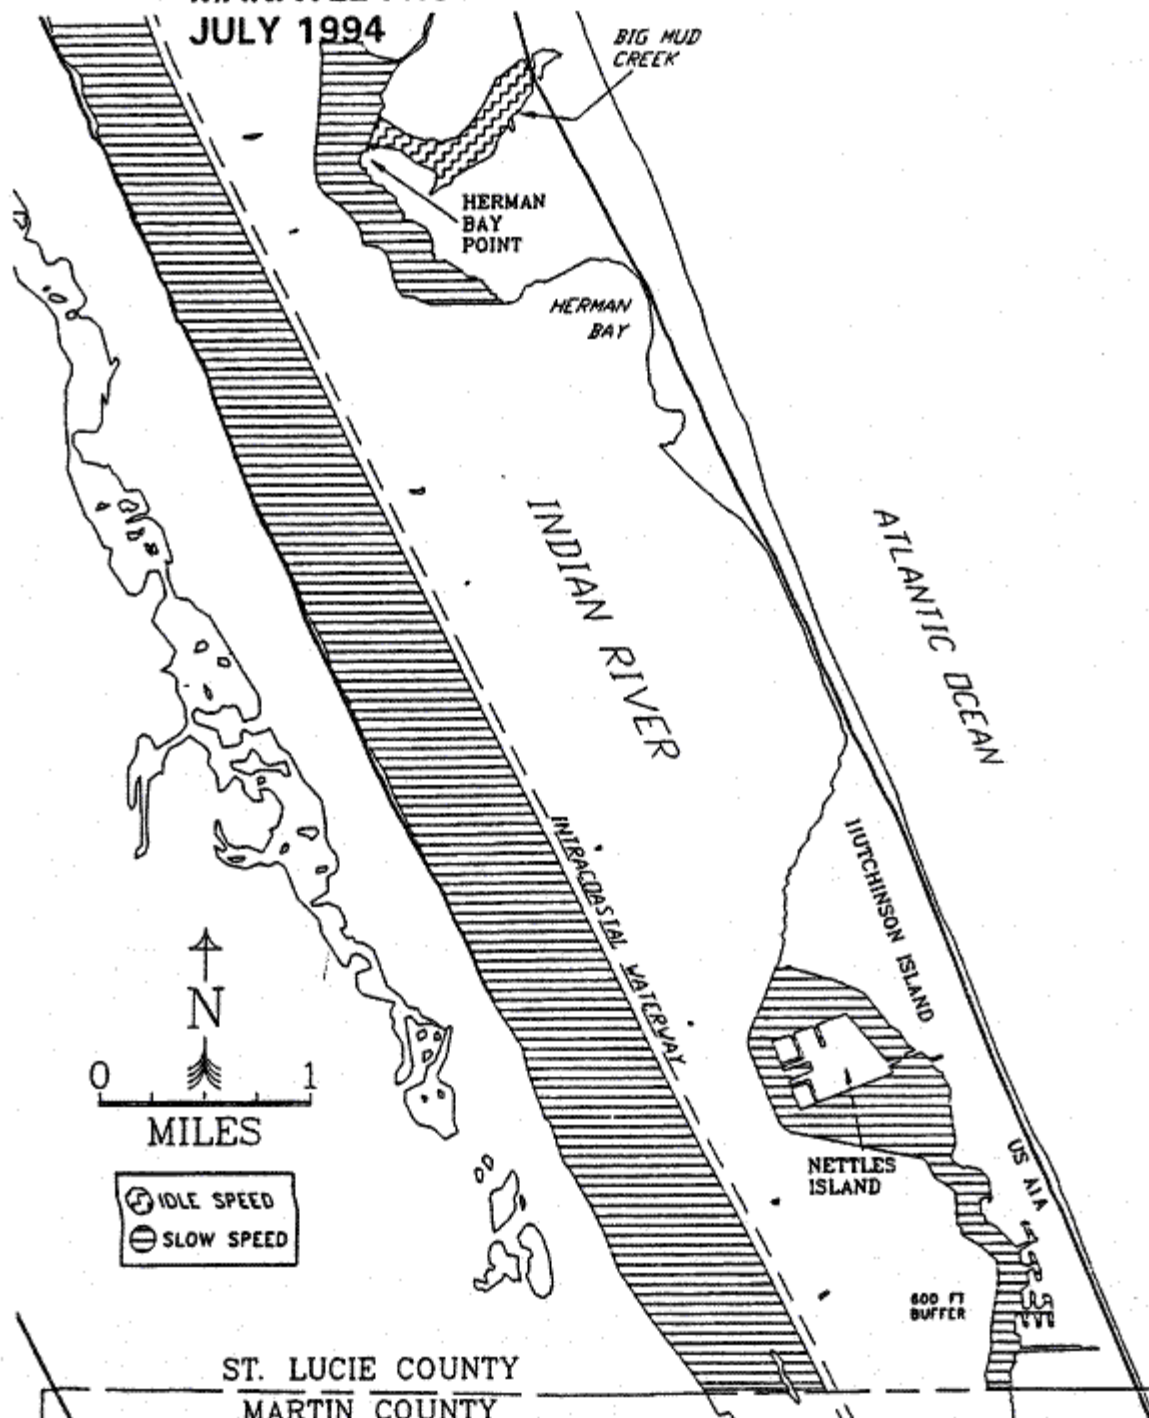 JULY 1994
BIG MUD
CREEK
HERMAN
BAY
POINT
HERMAN
BAY
INDIAN RIVER
ATLANTIC OCEAN
INTRACOASTAL WATERWAY
HUTCHINSON ISLAND
N
0 1
MILES
IDLE SPEED
SLOW SPEED
NETTLES
ISLAND
US A1A
600 FT
BUFFER
ST. LUCIE COUNTY
MARTIN COUNTY